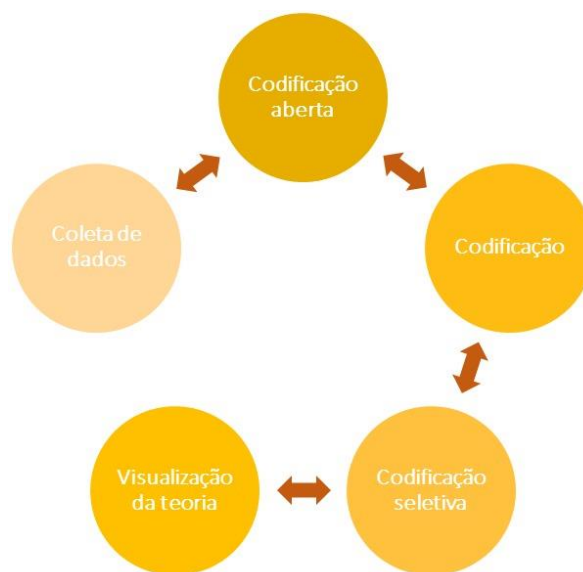 Codificação
aberta
Coleta de
dados
Codificação
Visualização
da teoria
Codificação
seletiva